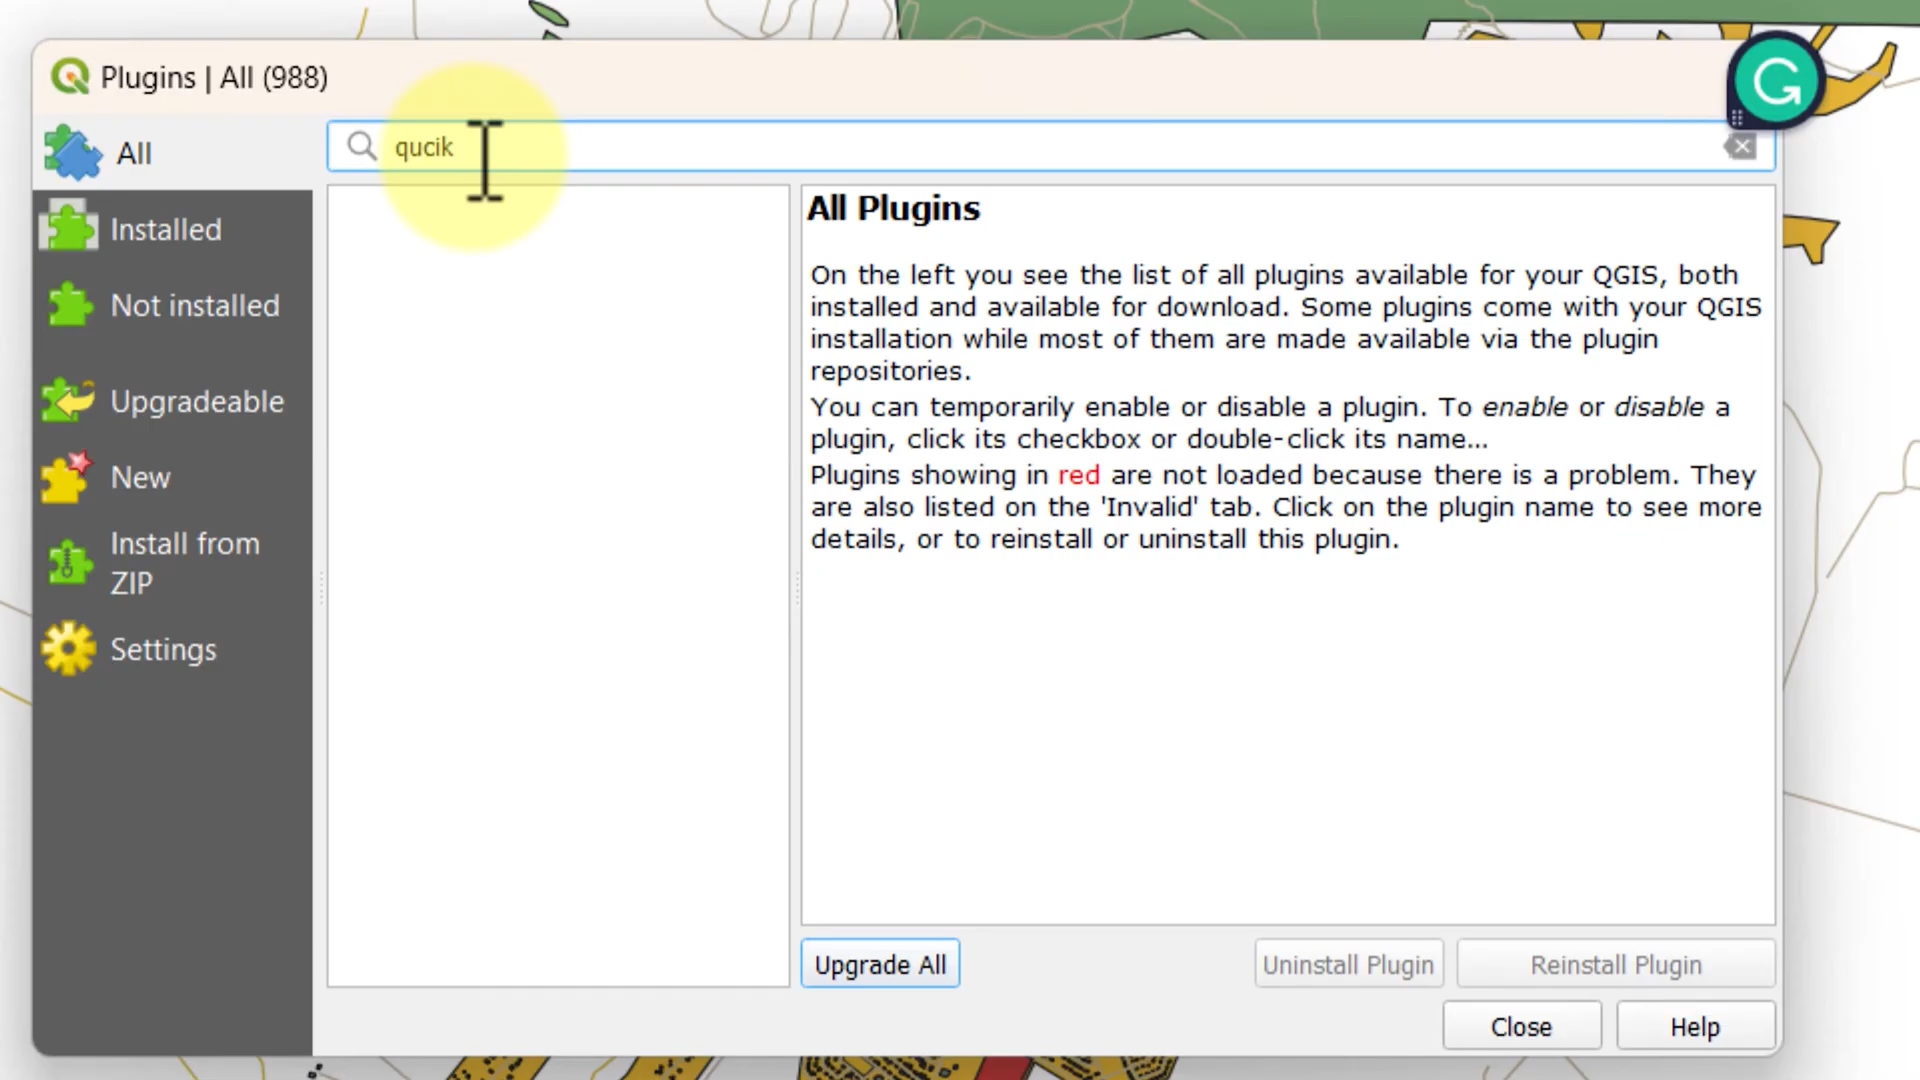 Plugins | All (988)
All
qucik
Installed
Not installed
Upgradeable
New
Install from
ZIP
Settings
All Plugins
On the left you see the list of all plugins available for your QGIS, both
installed and available for download. Some plugins come with your QGIS
installation while most of them are made available via the plugin
repositories.
You can temporarily enable or disable a plugin. To enable or disable a
plugin, click its checkbox or double-click its name...
Plugins showing in red are not loaded because there is a problem. They
are also listed on the 'Invalid' tab. Click on the plugin name to see more
details, or to reinstall or uninstall this plugin.
Upgrade All
Uninstall Plugin
Reinstall Plugin
Close
Help